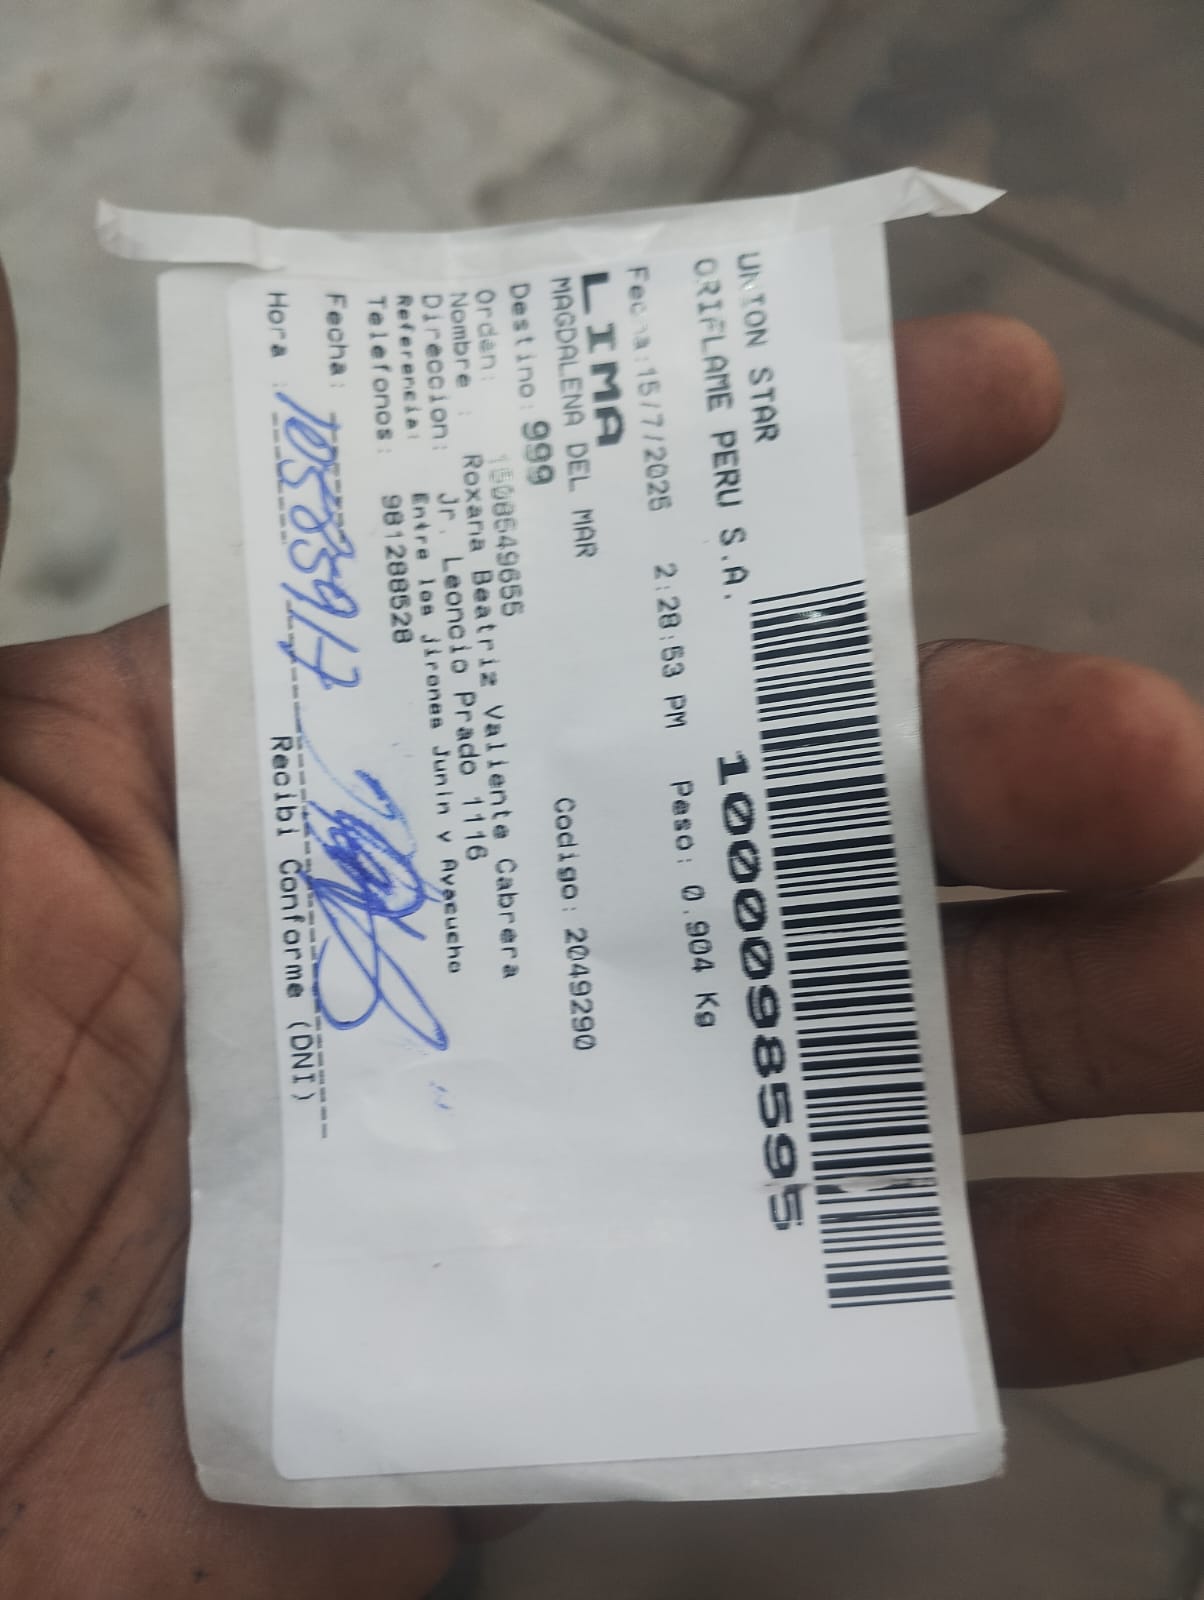 UNION STAR
ORIFLAME PERU S.A.
10000985955
Fecha:15/7/2025 2:28:53 PM Peso: 0.904 Kg
LIMA
MAGDALENA DEL MAR
Destino: 999 Codigo: 2049290
Orden: 1508549655
Nombre : Roxana Beatriz Valiente Cabrera
Direccion: Jr. Leoncio Prado 1116
Referencia: Entre los jirones Junin y Ayacucho
Telefonos: 981288528
Fecha:
Hora :
Recibi Conforme (DNI)